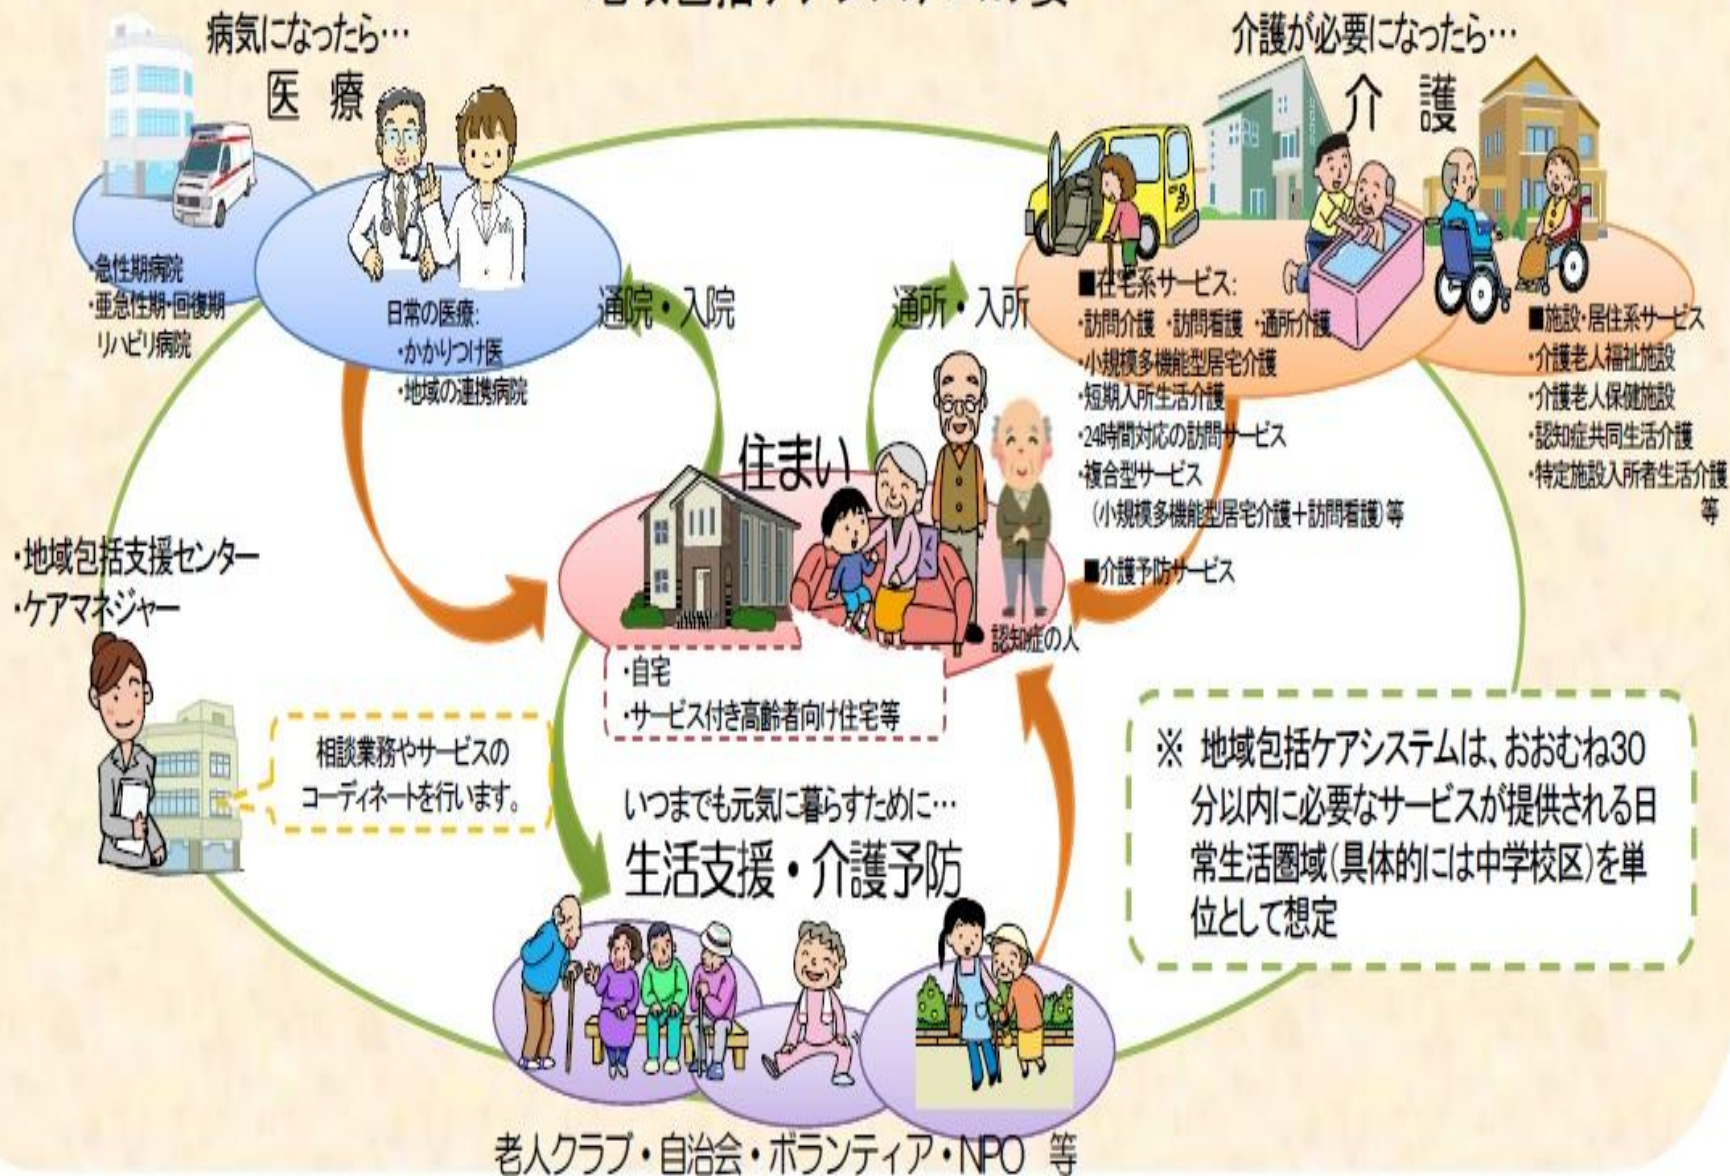 病気になったら…
医 療
介護が必要になったら…
介 護
・急性期病院
・亜急性期・回復期
リハビリ病院
日常の医療:
・かかりつけ医
・地域の連携病院
通院・入院
通所・入所
■在宅系サービス:
・訪問介護 ・訪問看護 ・通所介護
・小規模多機能型居宅介護
・短期入所生活介護
・24時間対応の訪問サービス
・複合型サービス
(小規模多機能型居宅介護+訪問看護)等
■介護予防サービス
■施設・居住系サービス
・介護老人福祉施設
・介護老人保健施設
・認知症共同生活介護
・特定施設入所者生活介護
等
住まい
認知症の人
・自宅
・サービス付き高齢者向け住宅等
・地域包括支援センター
・ケアマネジャー
相談業務やサービスの
コーディネートを行います。
いつまでも元気に暮らすために…
生活支援・介護予防
※ 地域包括ケアシステムは、おおむね30
分以内に必要なサービスが提供される日
常生活圏域(具体的には中学校区)を単
位として想定
老人クラブ・自治会・ボランティア・NPO 等